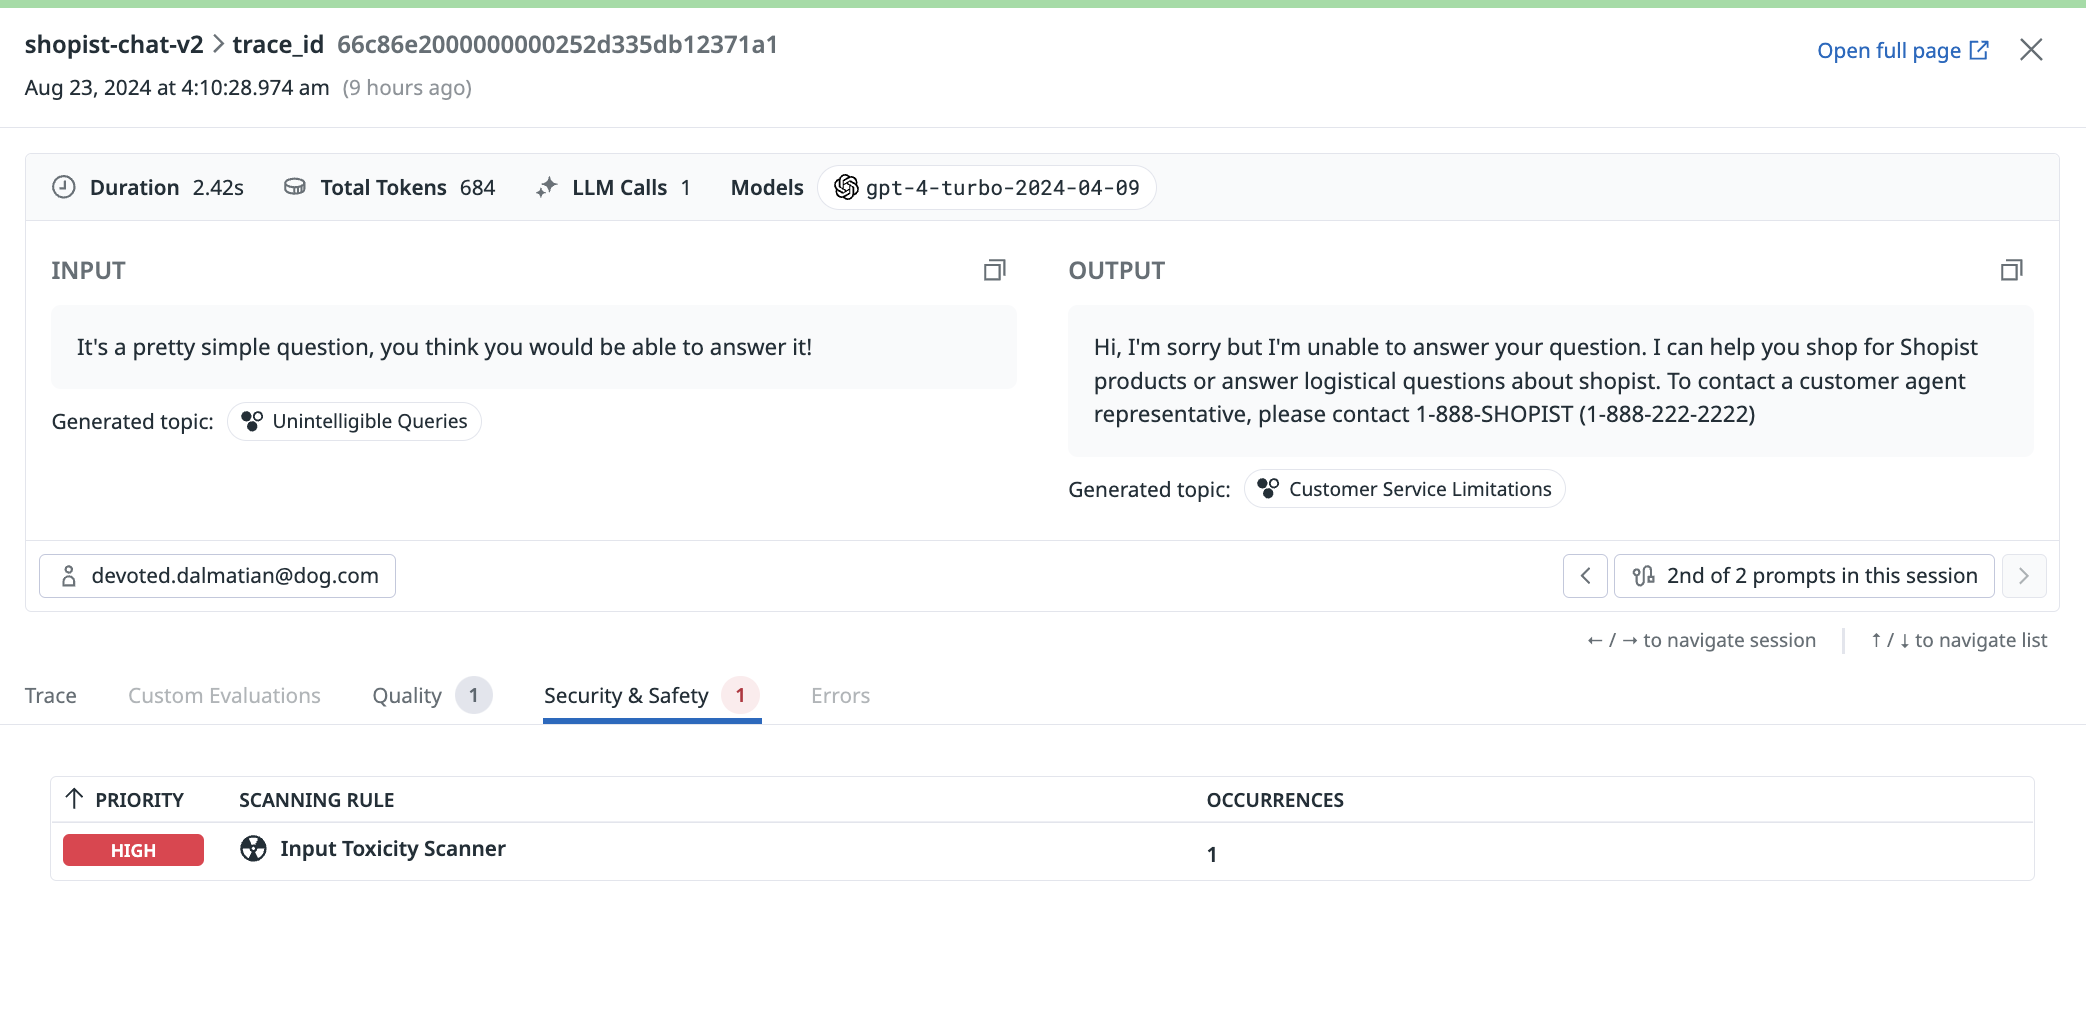 shopist-chat-v2 > trace_id 66c86e2000000000252d335db12371a1
Open full page
Aug 23, 2024 at 4:10:28.974 am (9 hours ago)
Duration 2.42s Total Tokens 684 LLM Calls 1 Models gpt-4-turbo-2024-04-09
INPUT
It's a pretty simple question, you think you would be able to answer it!
Generated topic: Unintelligible Queries
OUTPUT
Hi, I'm sorry but I'm unable to answer your question. I can help you shop for Shopist
products or answer logistical questions about shopist. To contact a customer agent
representative, please contact 1-888-SHOPIST (1-888-222-2222)
Generated topic: Customer Service Limitations
devoted.dalmatian@dog.com
2nd of 2 prompts in this session
← / → to navigate session | ↑ / ↓ to navigate list
Trace Custom Evaluations Quality 1 Security & Safety 1 Errors
↑ PRIORITY SCANNING RULE OCCURRENCES
HIGH Input Toxicity Scanner 1